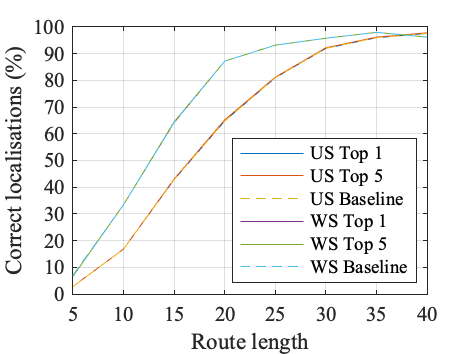 Correct localisations (%)
100
90
80
70
60
50
40
30
20
10
0
US Top 1
US Top 5
US Baseline
WS Top 1
WS Top 5
WS Baseline
5 10 15 20 25 30 35 40
Route length